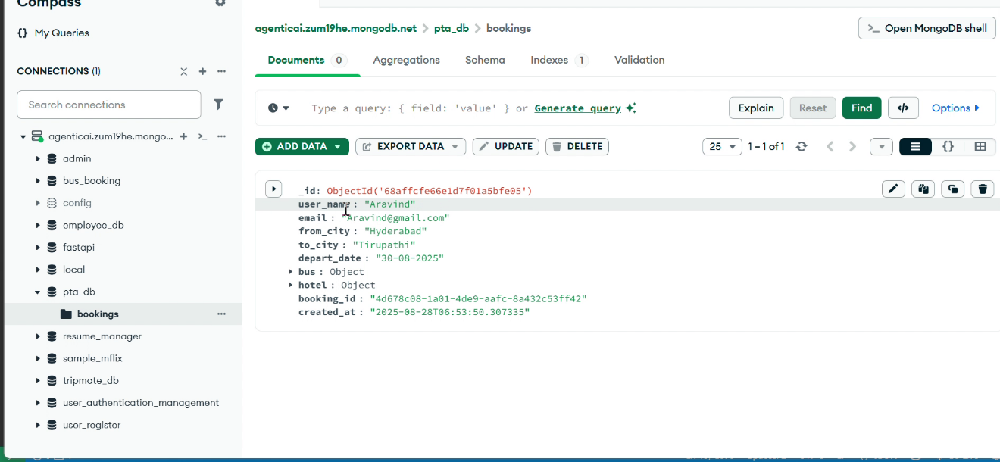 Compass
{} My Queries
CONNECTIONS (1)
Search connections
agenticai.zum19he.mongo...
admin
bus_booking
config
employee_db
fastapi
local
pta_db
bookings
resume_manager
sample_mflix
tripmate_db
user_authentication_management
user_register
agenticai.zum19he.mongodb.net > pta_db > bookings
>_ Open MongoDB shell
Documents 0 Aggregations Schema Indexes 1 Validation
Type a query: { field: 'value' } or Generate query
Explain Reset Find </> Options
ADD DATA EXPORT DATA UPDATE DELETE
25 1 – 1 of 1 {}
_id: ObjectId('68affcfe66e1d7f01a5bfe05')
user_name : "Aravind"
email : "Aravind@gmail.com"
from_city : "Hyderabad"
to_city : "Tirupathi"
depart_date : "30-08-2025"
bus : Object
hotel : Object
booking_id : "4d678c08-1a01-4de9-aafc-8a432c53ff42"
created_at : "2025-08-28T06:53:50.307335"